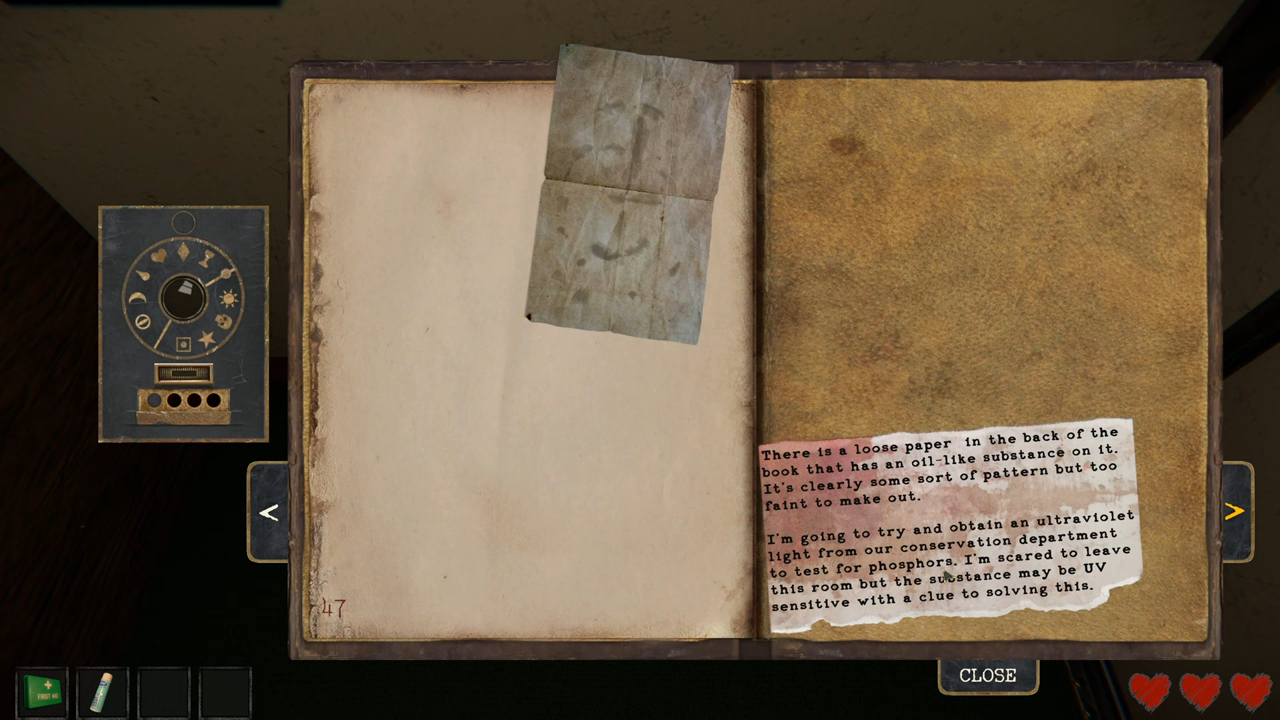 There is a loose paper in the back of the
book that has an oil-like substance on it.
It's clearly some sort of pattern but too
faint to make out.
I'm going to try and obtain an ultraviolet
light from our conservation department
to test for phosphors. I'm scared to leave
this room but the substance may be UV
sensitive with a clue to solving this.
47
<
>
CLOSE
FIRST AID